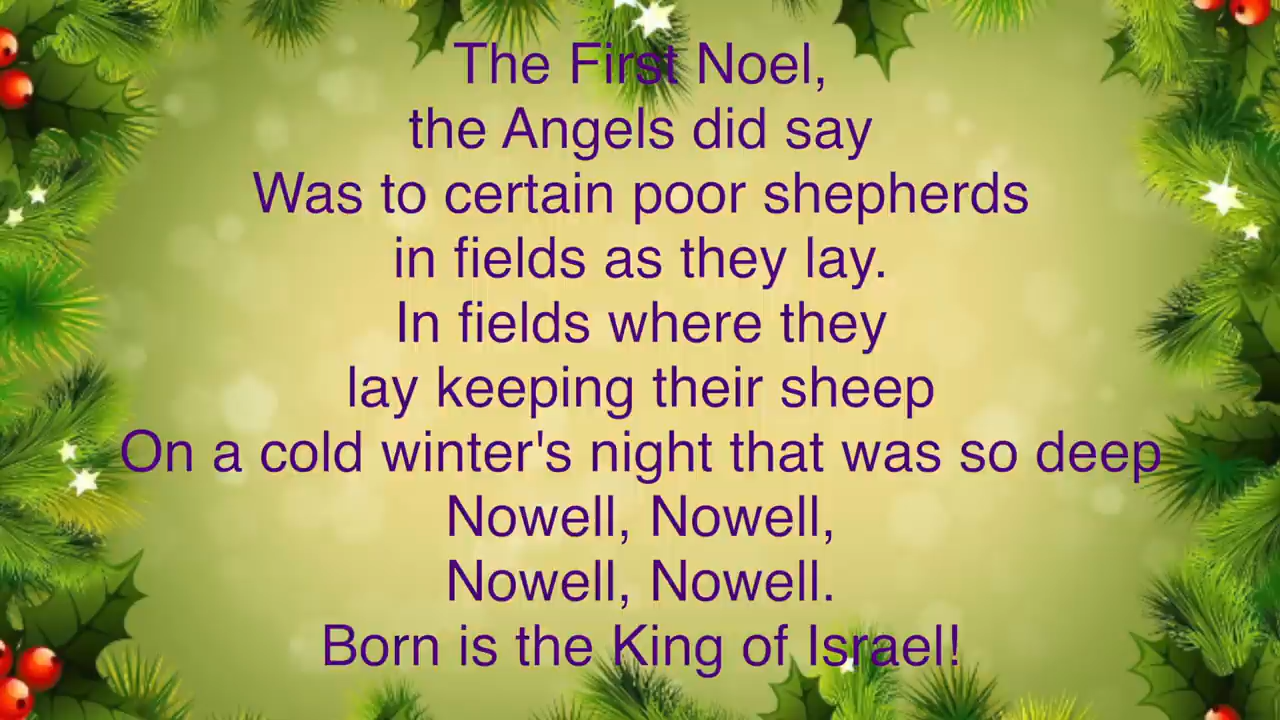 The First Noel,
the Angels did say
Was to certain poor shepherds
in fields as they lay.
In fields where they
lay keeping their sheep
On a cold winter's night that was so deep
Nowell, Nowell,
Nowell, Nowell.
Born is the King of Israel!